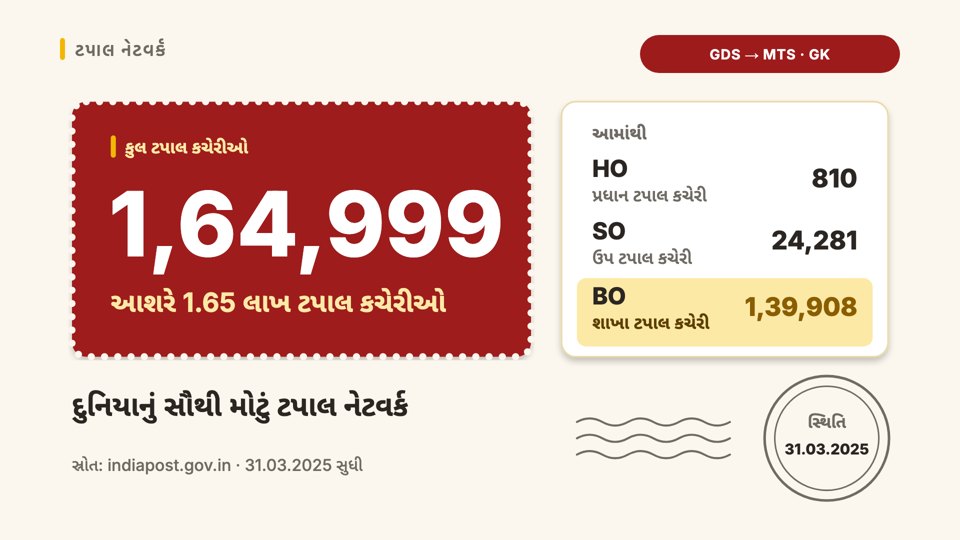 ટપાલ નેટવર્ક
GDS → MTS · GK
કુલ ટપાલ કચેરીઓ
1,64,999
આશરે 1.65 લાખ ટપાલ કચેરીઓ
આમાંથી
HO
પ્રધાન ટપાલ કચેરી
810
SO
ઉપ ટપાલ કચેરી
24,281
BO
શાખા ટપાલ કચેરી
1,39,908
દુનિયાનું સૌથી મોટું ટપાલ નેટવર્ક
સ્રોત: indiapost.gov.in · 31.03.2025 સુધી
સ્થિતિ
31.03.2025